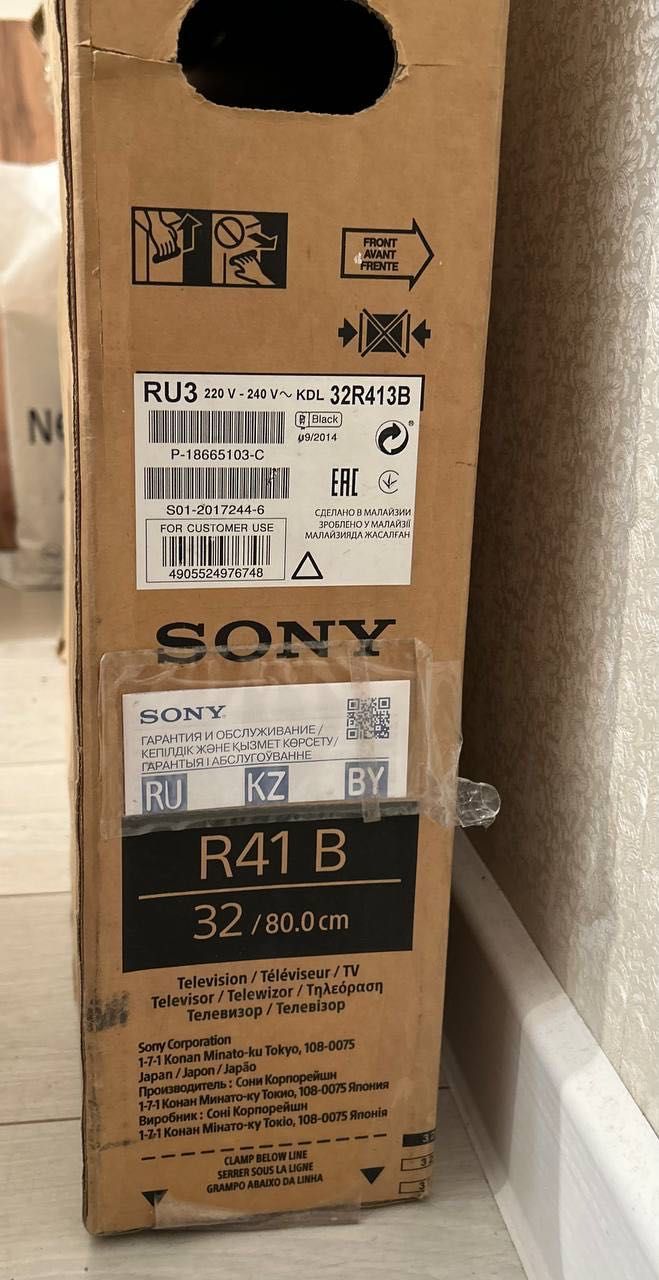 FRONT
AVANT
FRENTE
RU3 220 V - 240 V~ KDL 32R413B
Black
09/2014
P-18665103-C
EAC
S01-2017244-6
СДЕЛАНО В МАЛАЙЗИИ
ЗРОБЛЕНО У МАЛАЙЗІЇ
МАЛАЙЗИЯДА ЖАСАЛҒАН
FOR CUSTOMER USE
4905524976748
SONY
SONY
ГАРАНТИЯ И ОБСЛУЖИВАНИЕ /
КЕПІЛДІК ЖӘНЕ ҚЫЗМЕТ КӨРСЕТУ/
ГАРАНТЫЯ І АБСЛУГОЎВАННЕ
RU KZ BY
R41 B
32 / 80.0 cm
Television / Téléviseur / TV
Televisor / Telewizor / Τηλεόραση
Телевизор / Телевізор
Sony Corporation
1-7-1 Konan Minato-ku Tokyo, 108-0075
Japan / Japon / Japão
Производитель : Сони Корпорейшн
1-7-1 Конан Минато-ку Токио, 108-0075 Япония
Виробник : Соні Корпорейшн
1-7-1 Конан Мінато-ку Токіо, 108-0075 Японія
CLAMP BELOW LINE
SERRER SOUS LA LIGNE
GRAMPO ABAIXO DA LINHA